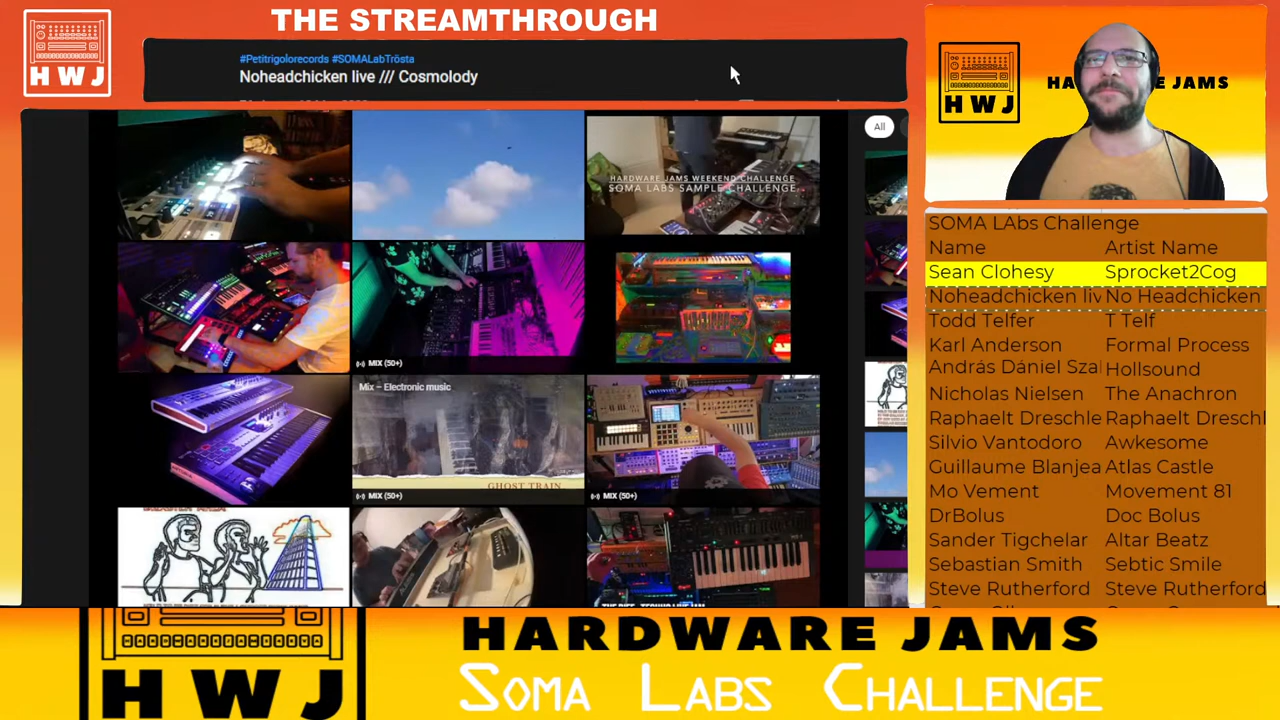 THE STREAMTHROUGH
HWJ
#Petitrigolorecords #SOMALabTrösta
Noheadchicken live /// Cosmolody
All
HARDWARE JAMS WEEKEND CHALLENGE
SOMA LABS SAMPLE CHALLENGE
MIX (50+)
Mix – Electronic music
GHOST TRAIN
MIX (50+)
MIX (50+)
HWJ
HARDWARE JAMS
SOMA LAbs Challenge
Name Artist Name
Sean Clohesy Sprocket2Cog
Noheadchicken liv No Headchicken
Todd Telfer T Telf
Karl Anderson Formal Process
András Dániel Sza Hollsound
Nicholas Nielsen The Anachron
Raphaelt Dreschle Raphaelt Dreschl
Silvio Vantodoro Awkesome
Guillaume Blanjea Atlas Castle
Mo Vement Movement 81
DrBolus Doc Bolus
Sander Tigchelar Altar Beatz
Sebastian Smith Sebtic Smile
Steve Rutherford Steve Rutherford
HWJ
HARDWARE JAMS
SOMA LABS CHALLENGE